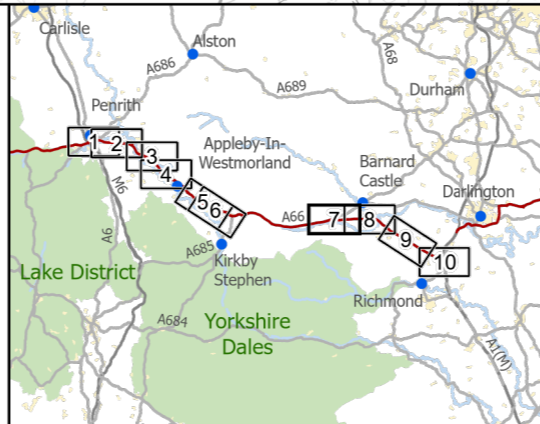 Carlisle
Alston
A686
A689
A68
Durham
Penrith
Appleby-In-
Westmorland
Barnard
Castle
Darlington
1
2
3
4
5
6
7
8
9
10
M6
A6
A66
A685
Kirkby
Stephen
Lake District
Richmond
A684
Yorkshire
Dales
A1(M)